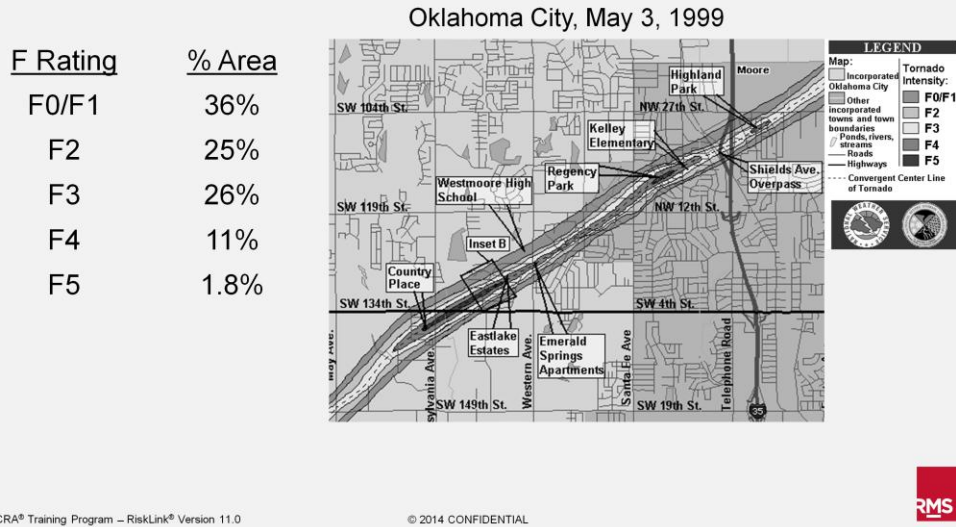 Oklahoma City, May 3, 1999
F Rating % Area
F0/F1 36%
F2 25%
F3 26%
F4 11%
F5 1.8%
SW 104th St.
Highland
Park
Moore
NW 27th St.
Kelley
Elementary
Regency
Park
Shields Ave.
Overpass
Westmoore High
School
SW 119th St.
NW 12th St.
Inset B
Country
Place
SW 134th St.
SW 4th St.
Eastlake
Estates
Emerald
Springs
Apartments
May Ave.
sylvania Ave.
Western Ave.
Santa Fe Ave
Telephone Road
SW 149th St.
SW 19th St.
35
LEGEND
Map:
Incorporated
Oklahoma City
Other
incorporated
towns and town
boundaries
Ponds, rivers,
streams
Roads
Highways
Convergent Center Line
of Tornado
Tornado
Intensity:
F0/F1
F2
F3
F4
F5
CRA® Training Program – RiskLink® Version 11.0
© 2014 CONFIDENTIAL
RMS